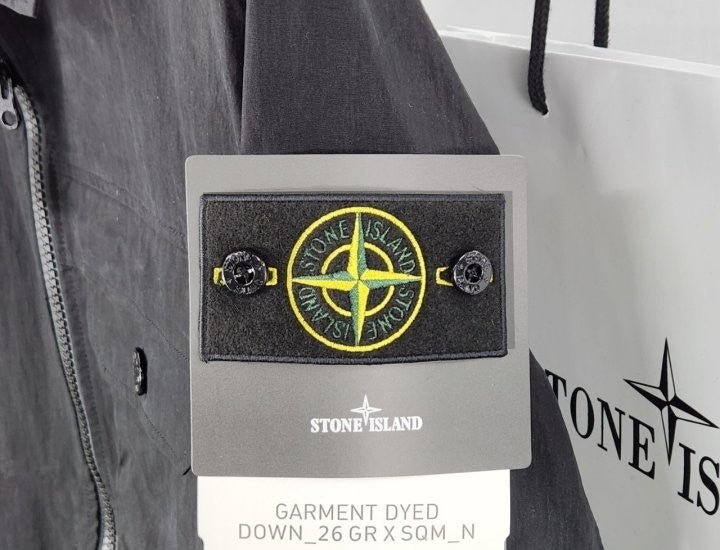 STONE ISLAND
STONE ISLAND
STONE ISLAND
GARMENT DYED
DOWN_26 GR X SQM_N
TONE IS